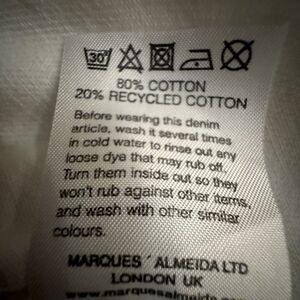 30°
80% COTTON
20% RECYCLED COTTON
Before wearing this denim
article, wash it several times
in cold water to rinse out any
loose dye that may rub off.
Turn them inside out so they
won't rub against other items,
and wash with other similar
colours.
MARQUES ' ALMEIDA LTD
LONDON UK